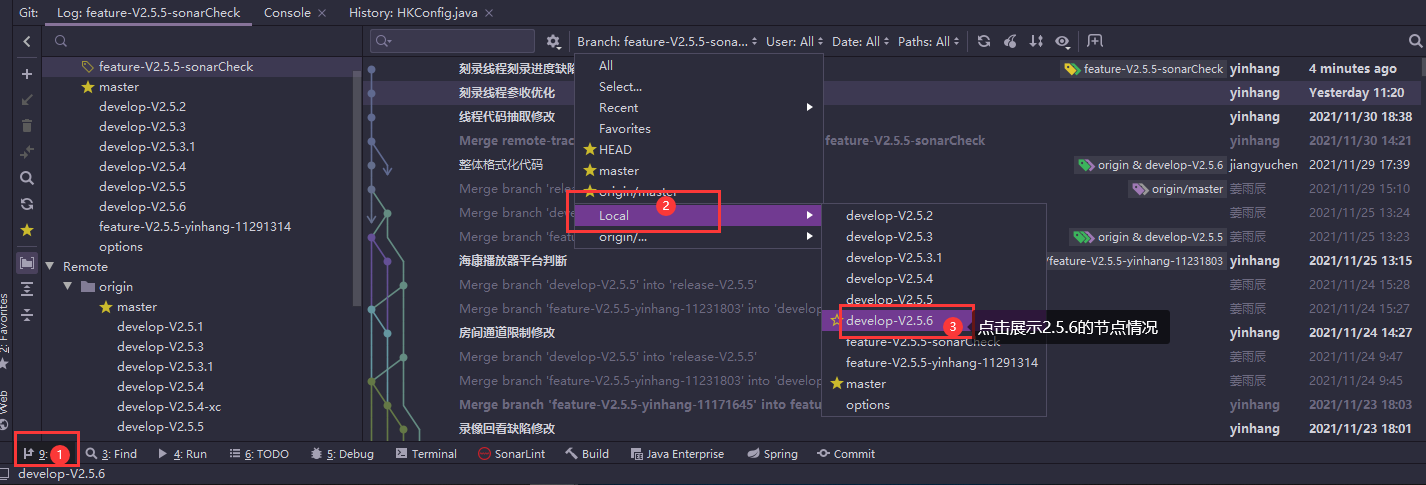 Git:
Log: feature-V2.5.5-sonarCheck
Console
History: HKConfig.java
Branch: feature-V2.5.5-sona...
User: All
Date: All
Paths: All
feature-V2.5.5-sonarCheck
master
develop-V2.5.2
develop-V2.5.3
develop-V2.5.3.1
develop-V2.5.4
develop-V2.5.5
develop-V2.5.6
feature-V2.5.5-yinhang-11291314
options
Remote
origin
master
develop-V2.5.1
develop-V2.5.3
develop-V2.5.3.1
develop-V2.5.4
develop-V2.5.4-xc
develop-V2.5.5
刻录线程刻录进度缺陷 feature-V2.5.5-sonarCheck yinhang 4 minutes ago
刻录线程参收优化 yinhang Yesterday 11:20
线程代码抽取修改 yinhang 2021/11/30 18:38
Merge remote-trac feature-V2.5.5-sonarCheck yinhang 2021/11/30 14:21
整体格式化代码 origin & develop-V2.5.6 jiangyuchen 2021/11/29 17:39
Merge branch 'rele origin/master 姜雨辰 2021/11/29 15:10
Merge branch 'deve 姜雨辰 2021/11/25 13:24
Merge branch 'feat origin & develop-V2.5.5 姜雨辰 2021/11/25 13:23
海康播放器平台判断 /feature-V2.5.5-yinhang-11231803 yinhang 2021/11/25 13:15
Merge branch 'develop-V2.5.5' into 'release-V2.5.5' 姜雨辰 2021/11/24 15:28
Merge branch 'feature-V2.5.5-yinhang-11231803' into 'develop 姜雨辰 2021/11/24 15:27
房间通道限制修改 yinhang 2021/11/24 14:27
Merge branch 'develop-V2.5.5' into 'release-V2.5.5' 姜雨辰 2021/11/24 9:47
Merge branch 'feature-V2.5.5-yinhang-11231803' into 'develop 姜雨辰 2021/11/24 9:45
Merge branch 'feature-V2.5.5-yinhang-11171645' into featu yinhang 2021/11/23 18:03
录像回看缺陷修改 yinhang 2021/11/23 18:01
All
Select...
Recent
Favorites
HEAD
master
origin/master
Local
2
origin/...
develop-V2.5.2
develop-V2.5.3
develop-V2.5.3.1
develop-V2.5.4
develop-V2.5.5
develop-V2.5.6
3
点击展示2.5.6的节点情况
feature-V2.5.5-sonarCheck
feature-V2.5.5-yinhang-11291314
master
options
2: Favorites
Web
9:
1
3: Find
4: Run
6: TODO
5: Debug
Terminal
SonarLint
Build
Java Enterprise
Spring
Commit
develop-V2.5.6